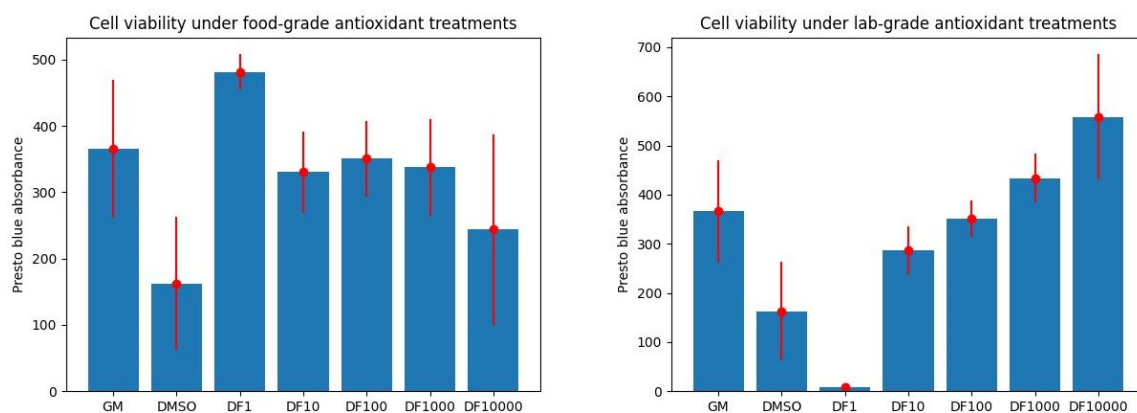 Cell viability under food-grade antioxidant treatments
Presto blue absorbance
500
400
300
200
100
0
GM DMSO DF1 DF10 DF100 DF1000 DF10000
Cell viability under lab-grade antioxidant treatments
Presto blue absorbance
700
600
500
400
300
200
100
0
GM DMSO DF1 DF10 DF100 DF1000 DF10000